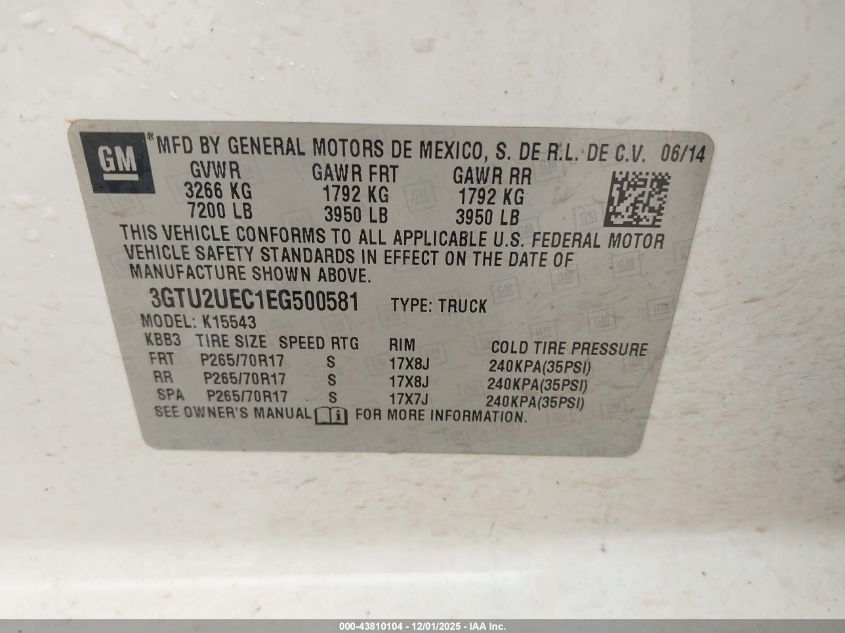 GM ® MFD BY GENERAL MOTORS DE MEXICO, S. DE R.L. DE C.V. 06/14
GVWR GAWR FRT GAWR RR
3266 KG 1792 KG 1792 KG
7200 LB 3950 LB 3950 LB
THIS VEHICLE CONFORMS TO ALL APPLICABLE U.S. FEDERAL MOTOR
VEHICLE SAFETY STANDARDS IN EFFECT ON THE DATE OF
MANUFACTURE SHOWN ABOVE.
3GTU2UEC1EG500581 TYPE: TRUCK
MODEL: K15543
KBB3 TIRE SIZE SPEED RTG RIM COLD TIRE PRESSURE
FRT P265/70R17 S 17X8J 240KPA(35PSI)
RR P265/70R17 S 17X8J 240KPA(35PSI)
SPA P265/70R17 S 17X7J 240KPA(35PSI)
SEE OWNER'S MANUAL FOR MORE INFORMATION.
000-43810104 - 12/01/2025 - IAA Inc.